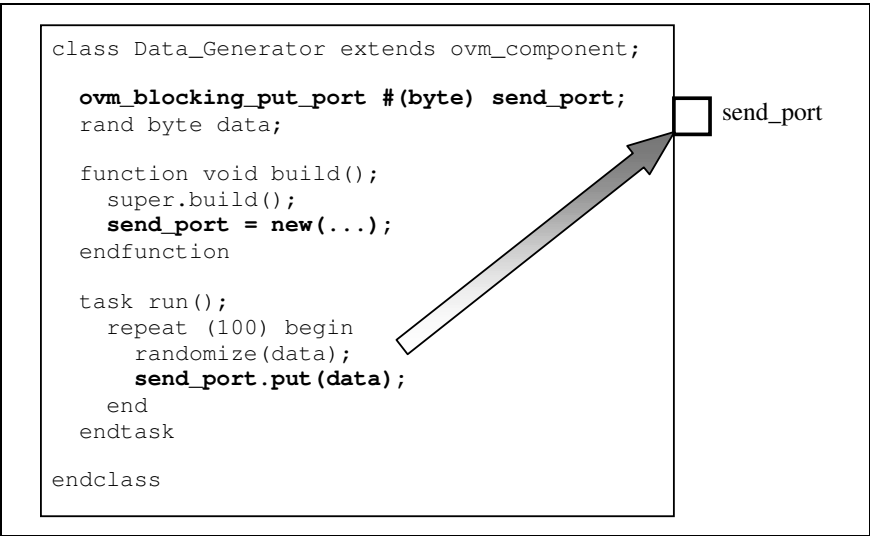 class Data_Generator extends ovm_component;
ovm_blocking_put_port #(byte) send_port;
rand byte data;
function void build();
super.build();
send_port = new(...);
endfunction
task run();
repeat (100) begin
randomize(data);
send_port.put(data);
end
endtask
endclass
send_port